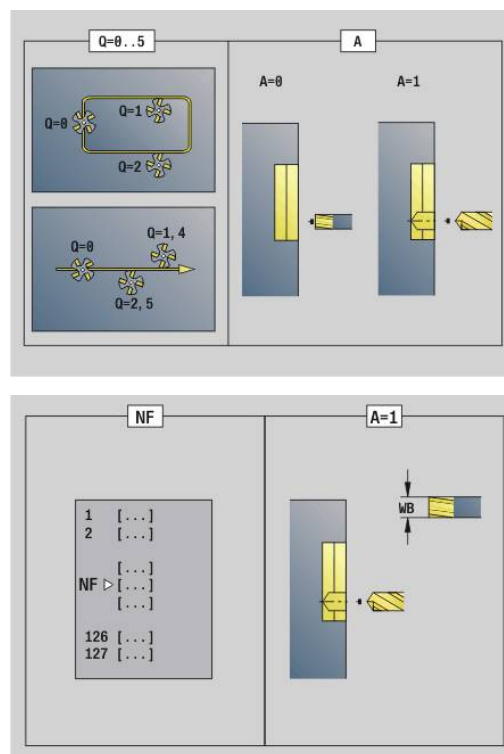 Q=0..5
A
Q=0
Q=1
Q=2
Q=0
Q=1,4
Q=2,5
A=0
A=1
NF
A=1
1 [...]
2 [...]
[...]
NF [...]
[...]
126 [...]
127 [...]
WB